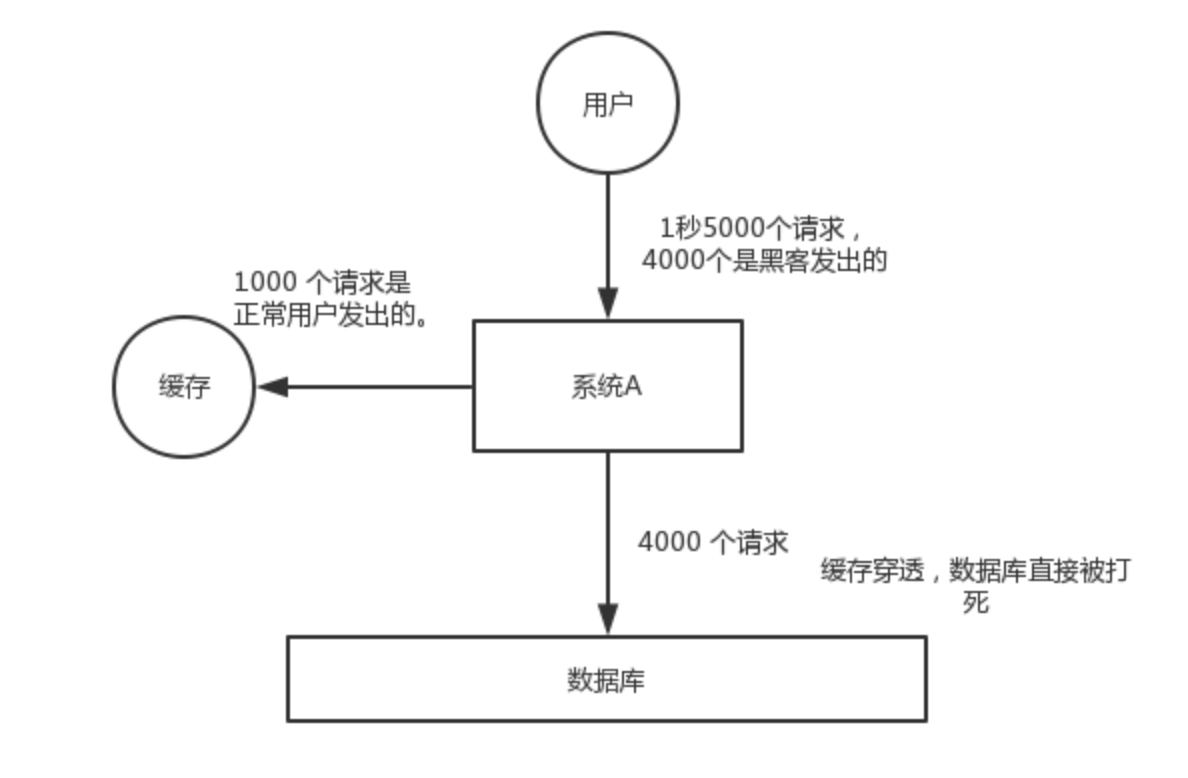 用户
1秒5000个请求，
4000个是黑客发出的
1000 个请求是
正常用户发出的。
缓存
系统A
4000 个请求
缓存穿透，数据库直接被打
死
数据库